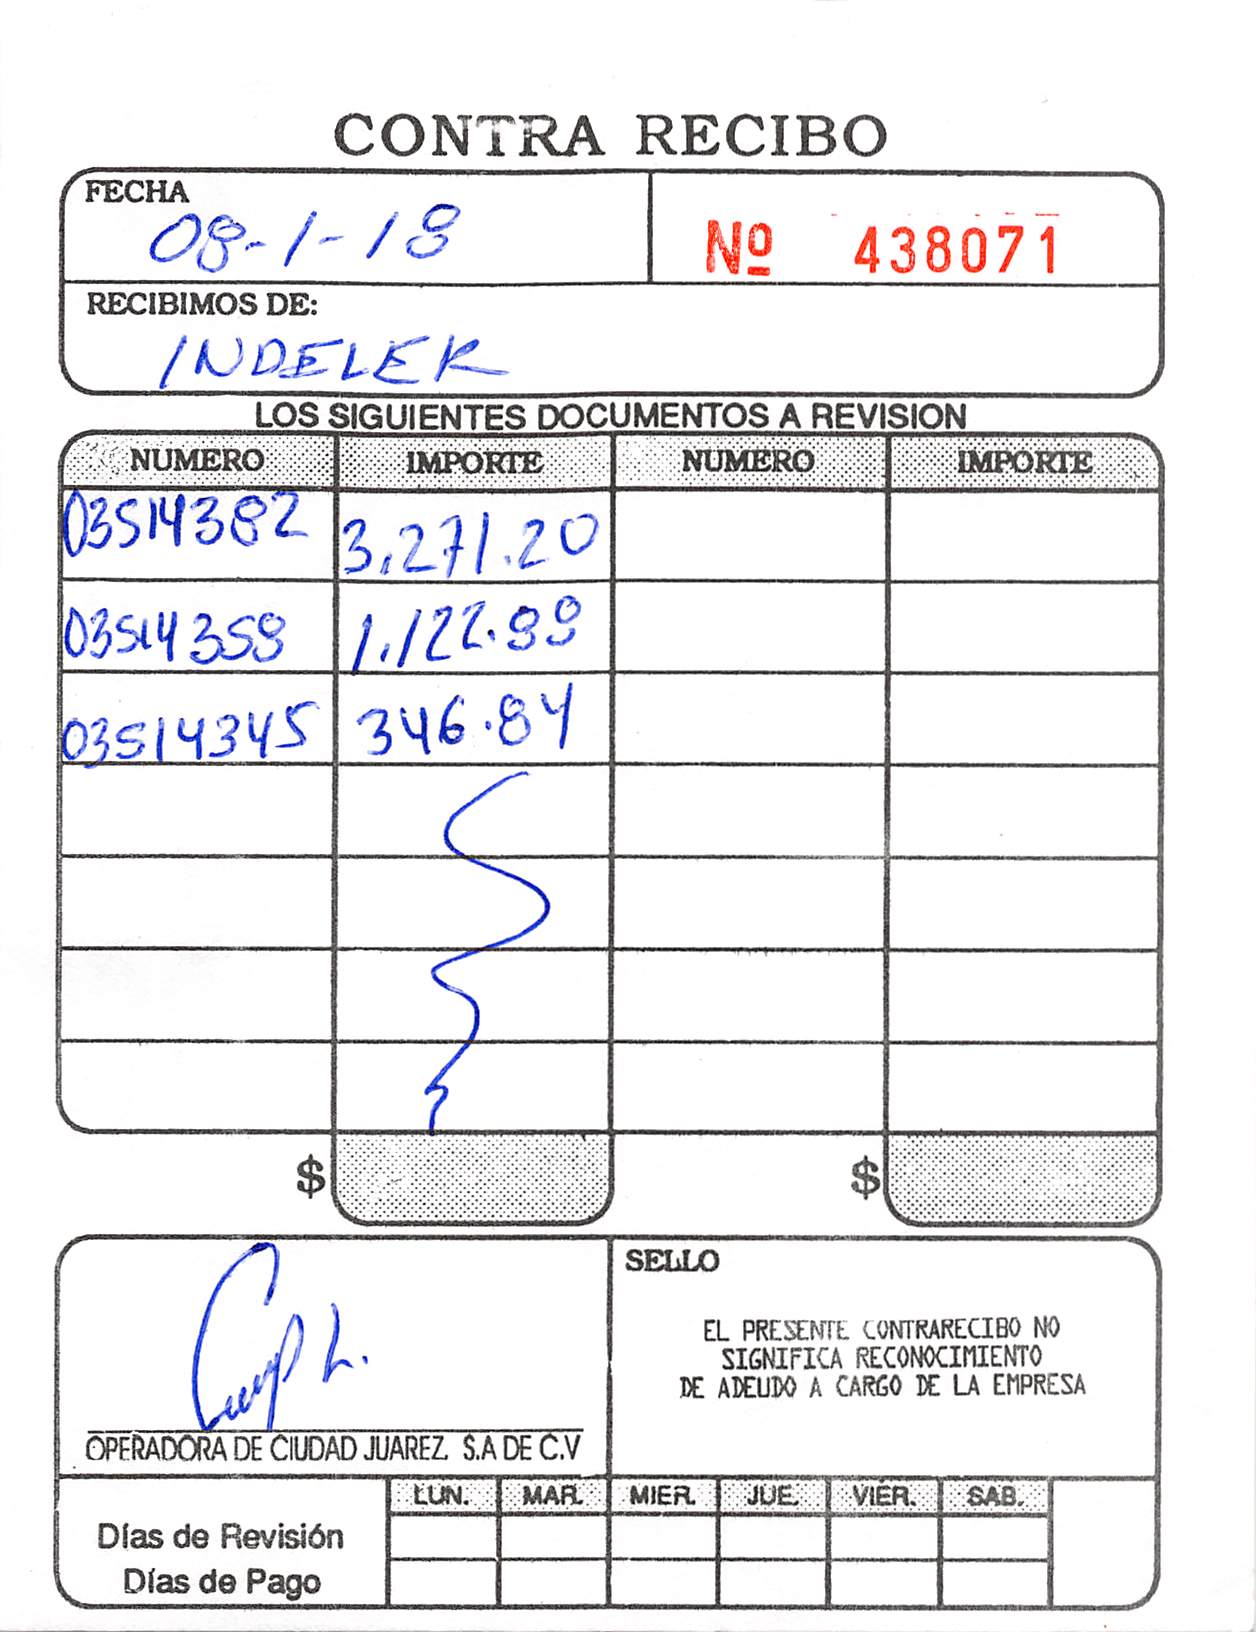 CONTRA RECIBO
FECHA
08-1-18
Nº 438071
RECIBIMOS DE:
INDELEK
LOS SIGUIENTES DOCUMENTOS A REVISION
NUMERO IMPORTE NUMERO IMPORTE
03514382 3.271.20
03514359 1.122.99
03514345 346.84
$ $
SELLO
EL PRESENTE CONTRARECIBO NO
SIGNIFICA RECONOCIMIENTO
DE ADEUDO A CARGO DE LA EMPRESA
OPERADORA DE CIUDAD JUAREZ. S.A DE C.V
LUN. MAR. MIER. JUE. VIER. SAB.
Días de Revisión
Días de Pago